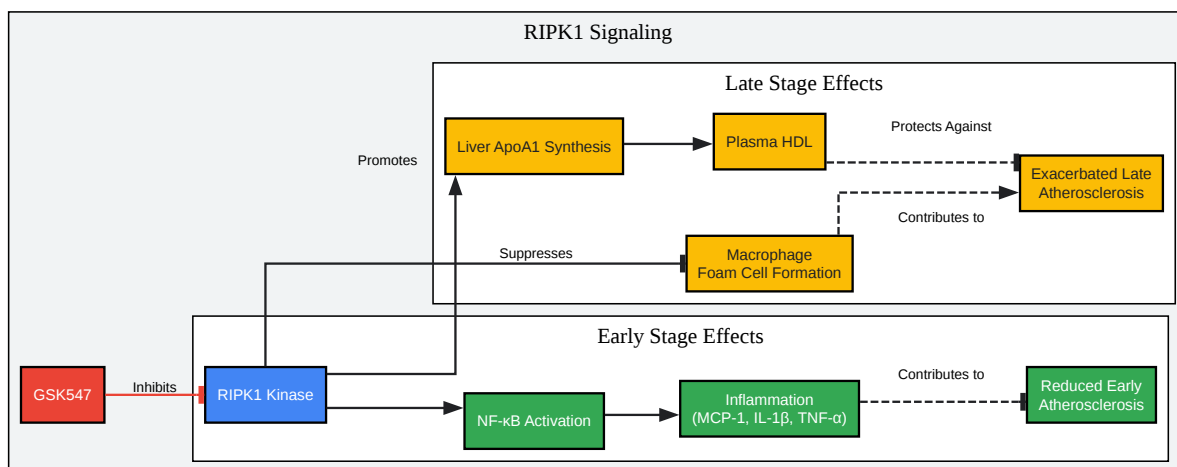 RIPK1 Signaling
Late Stage Effects
Promotes
Liver ApoA1 Synthesis
Plasma HDL
Protects Against
Exacerbated Late
Atherosclerosis
Contributes to
Suppresses
Macrophage
Foam Cell Formation
Early Stage Effects
GSK547
Inhibits
RIPK1 Kinase
NF-κB Activation
Inflammation
(MCP-1, IL-1β, TNF-α)
Contributes to
Reduced Early
Atherosclerosis